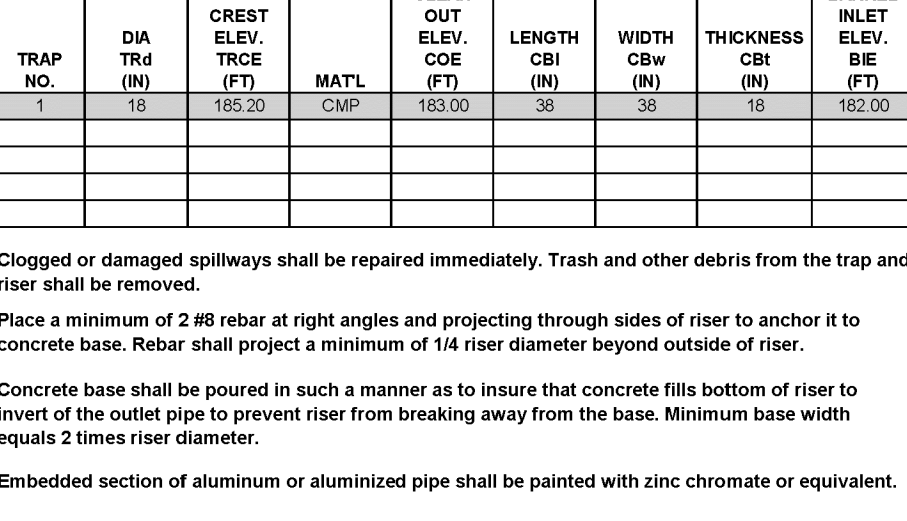 CREST OUT INLET
DIA ELEV. ELEV. LENGTH WIDTH THICKNESS ELEV.
TRAP TRd TRCE COE CBl CBw CBt BIE
NO. (IN) (FT) MAT'L (FT) (IN) (IN) (IN) (FT)
1 18 185.20 CMP 183.00 38 38 18 182.00
Clogged or damaged spillways shall be repaired immediately. Trash and other debris from the trap and
riser shall be removed.
Place a minimum of 2 #8 rebar at right angles and projecting through sides of riser to anchor it to
concrete base. Rebar shall project a minimum of 1/4 riser diameter beyond outside of riser.
Concrete base shall be poured in such a manner as to insure that concrete fills bottom of riser to
invert of the outlet pipe to prevent riser from breaking away from the base. Minimum base width
equals 2 times riser diameter.
Embedded section of aluminum or aluminized pipe shall be painted with zinc chromate or equivalent.